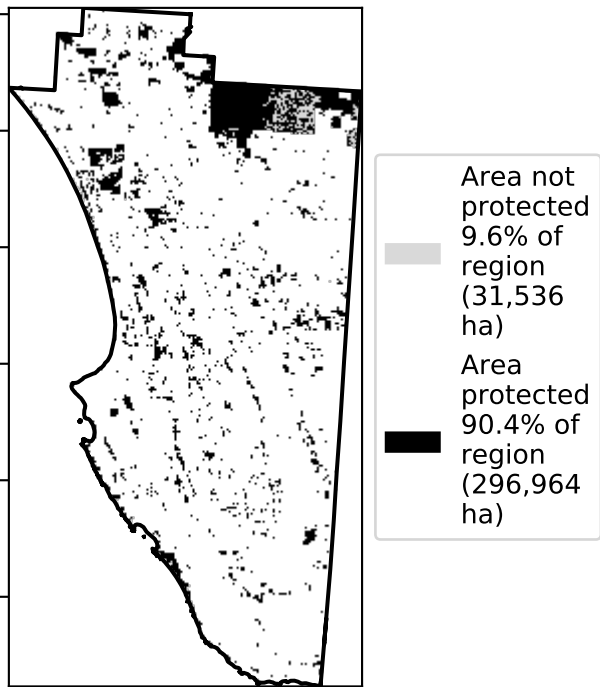 Area not
protected
9.6% of
region
(31,536
ha)
Area
protected
90.4% of
region
(296,964
ha)